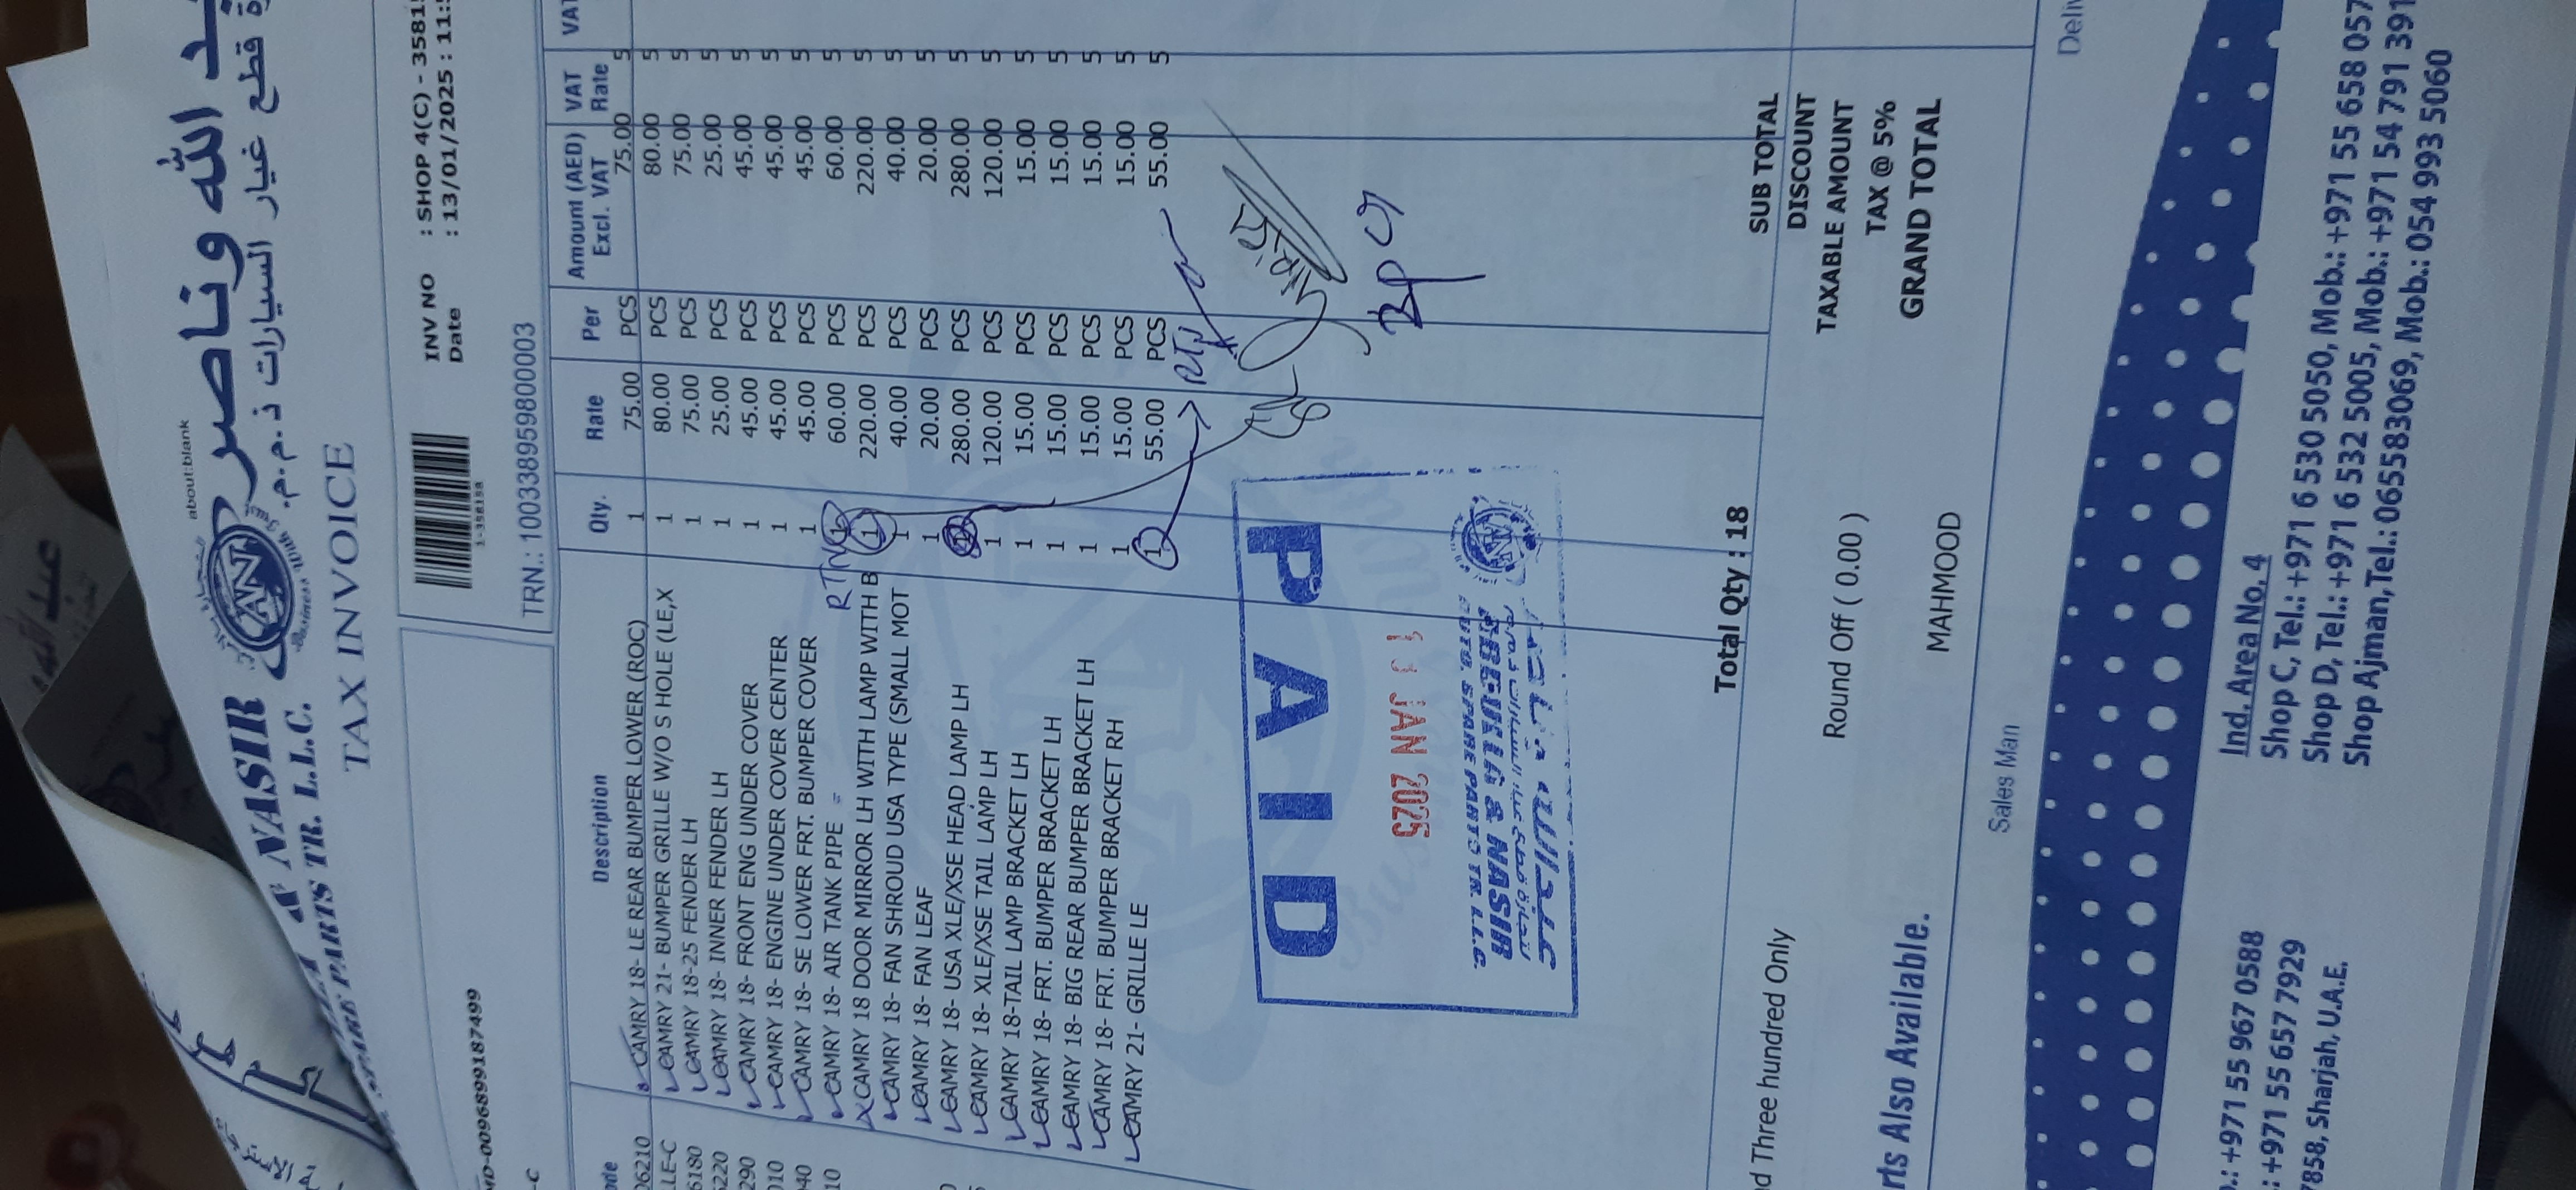 about:blank
& NASIR
PARTS TR. L.L.C.
الله وناصر
قطع غيار السيارات ذ.م.م.
AN
TAX INVOICE
1-358158
INV NO : SHOP 4(C) - 3581
Date : 13/01/2025 : 11:
0096899187499
TRN.: 100338959800003
Description Qty. Rate Per Amount (AED) Excl. VAT VAT Rate VAT
06210 CAMRY 18- LE REAR BUMPER LOWER (ROC) 1 75.00 PCS 75.00 5
LE-C CAMRY 21- BUMPER GRILLE W/O S HOLE (LE,X 1 80.00 PCS 80.00 5
6180 CAMRY 18-25 FENDER LH 1 75.00 PCS 75.00 5
220 CAMRY 18- INNER FENDER LH 1 25.00 PCS 25.00 5
290 CAMRY 18- FRONT ENG UNDER COVER 1 45.00 PCS 45.00 5
010 CAMRY 18- ENGINE UNDER COVER CENTER 1 45.00 PCS 45.00 5
40 CAMRY 18- SE LOWER FRT. BUMPER COVER 1 45.00 PCS 45.00 5
10 CAMRY 18- AIR TANK PIPE RTN 1 60.00 PCS 60.00 5
CAMRY 18 DOOR MIRROR LH WITH LAMP WITH B 1 220.00 PCS 220.00 5
CAMRY 18- FAN SHROUD USA TYPE (SMALL MOT 1 40.00 PCS 40.00 5
CAMRY 18- FAN LEAF 1 20.00 PCS 20.00 5
CAMRY 18- USA XLE/XSE HEAD LAMP LH 1 280.00 PCS 280.00 5
CAMRY 18- XLE/XSE TAIL LAMP LH 1 120.00 PCS 120.00 5
CAMRY 18-TAIL LAMP BRACKET LH 1 15.00 PCS 15.00 5
CAMRY 18- FRT. BUMPER BRACKET LH 1 15.00 PCS 15.00 5
CAMRY 18- BIG REAR BUMPER BRACKET LH 1 15.00 PCS 15.00 5
CAMRY 18- FRT. BUMPER BRACKET RH 1 15.00 PCS 15.00 5
CAMRY 21- GRILLE LE 1 55.00 PCS 55.00 5
RTN
PAID
JAN 2025
ABDULLA & NASIR
AUTO. SPARE PARTS TR. L.L.C.
Total Qty : 18
SUB TOTAL
DISCOUNT
TAXABLE AMOUNT
TAX @ 5%
GRAND TOTAL
d Three hundred Only
Round Off ( 0.00 )
rts Also Available.
MAHMOOD
Sales Man
Deliv
Ind. Area No. 4
Shop C, Tel.: +971 6 530 5050, Mob.: +971 55 658 057
Shop D, Tel.: +971 6 532 5005, Mob.: +971 54 791 391
Shop Ajman, Tel.: 065583069, Mob.: 054 993 5060
.: +971 55 967 0588
: +971 55 657 7929
7858, Sharjah, U.A.E.